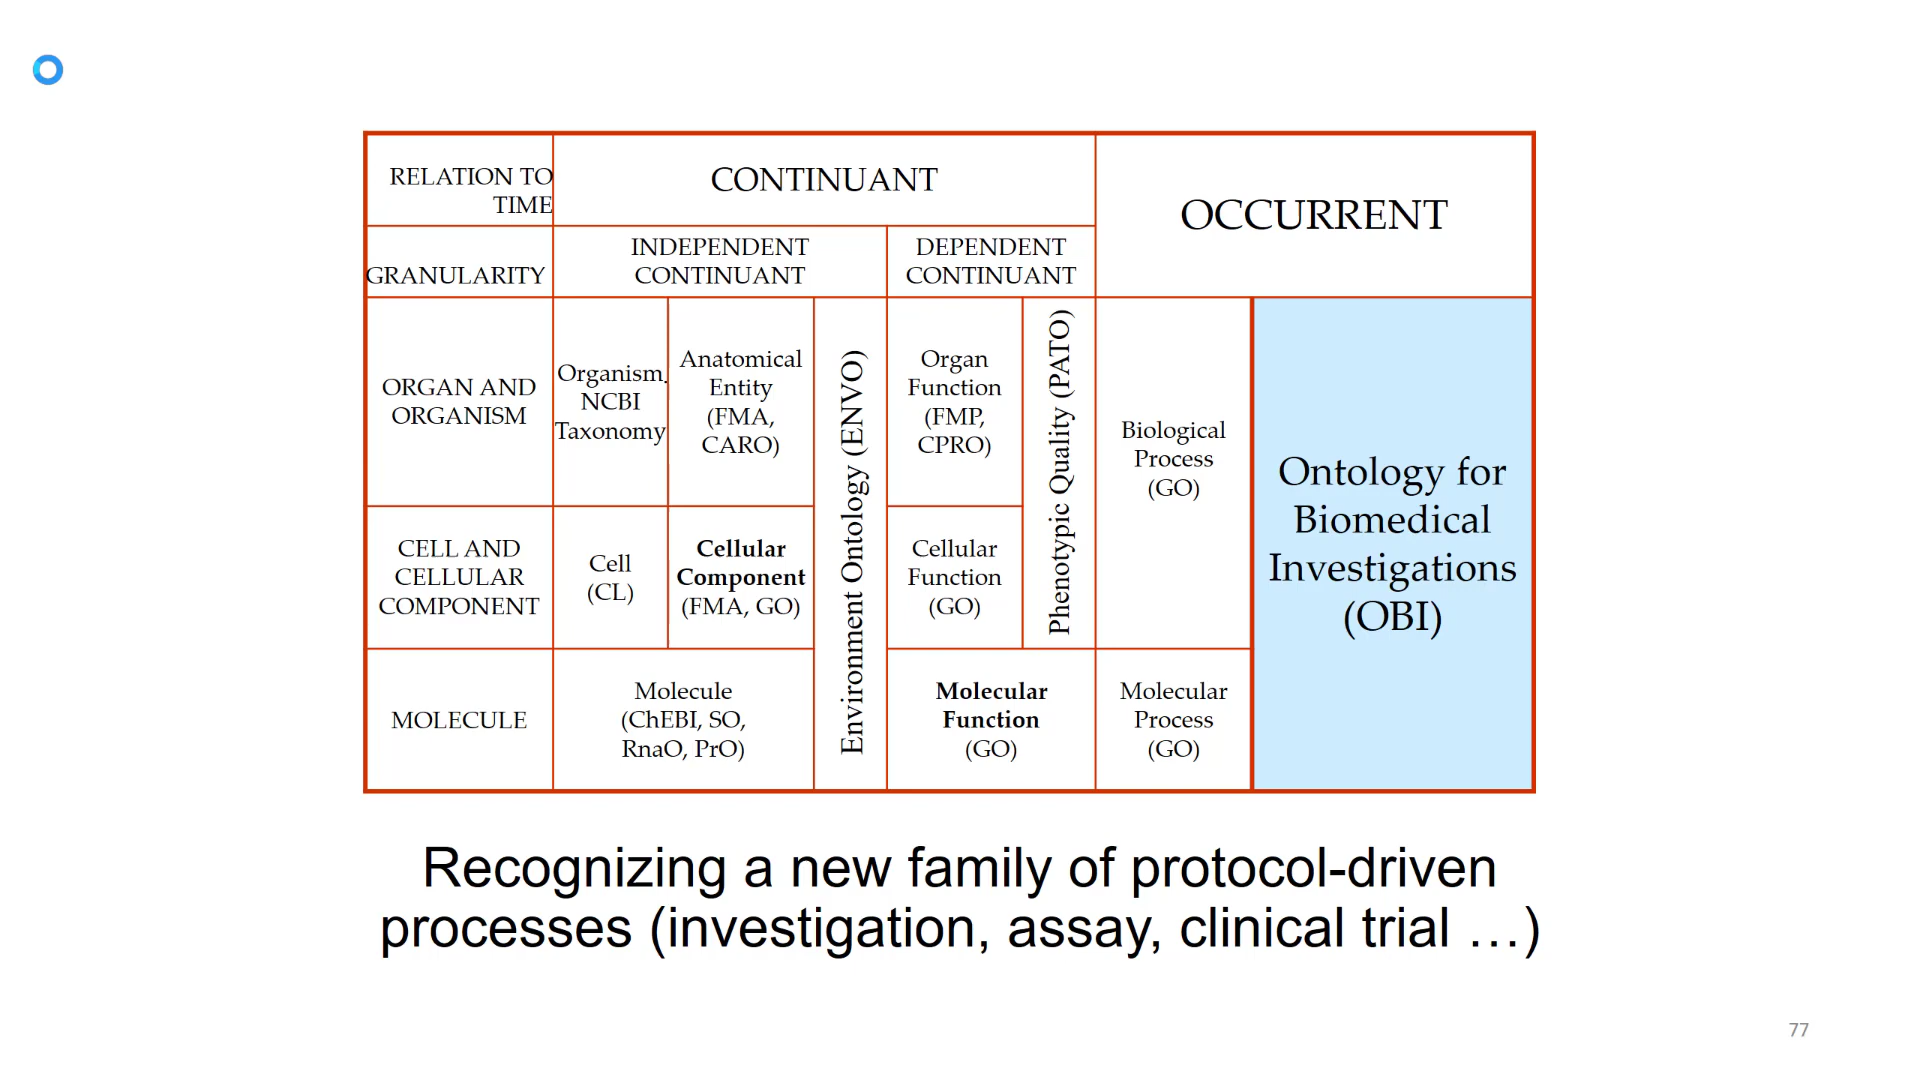 RELATION TO
TIME
CONTINUANT
OCCURRENT
GRANULARITY
INDEPENDENT
CONTINUANT
DEPENDENT
CONTINUANT
ORGAN AND
ORGANISM
Organism
NCBI
Taxonomy
Anatomical
Entity
(FMA,
CARO)
Environment Ontology (ENVO)
Organ
Function
(FMP,
CPRO)
Phenotypic Quality (PATO)
Biological
Process
(GO)
Ontology for
Biomedical
Investigations
(OBI)
CELL AND
CELLULAR
COMPONENT
Cell
(CL)
Cellular
Component
(FMA, GO)
Cellular
Function
(GO)
MOLECULE
Molecule
(ChEBI, SO,
RnaO, PrO)
Molecular
Function
(GO)
Molecular
Process
(GO)
Recognizing a new family of protocol-driven
processes (investigation, assay, clinical trial …)
77